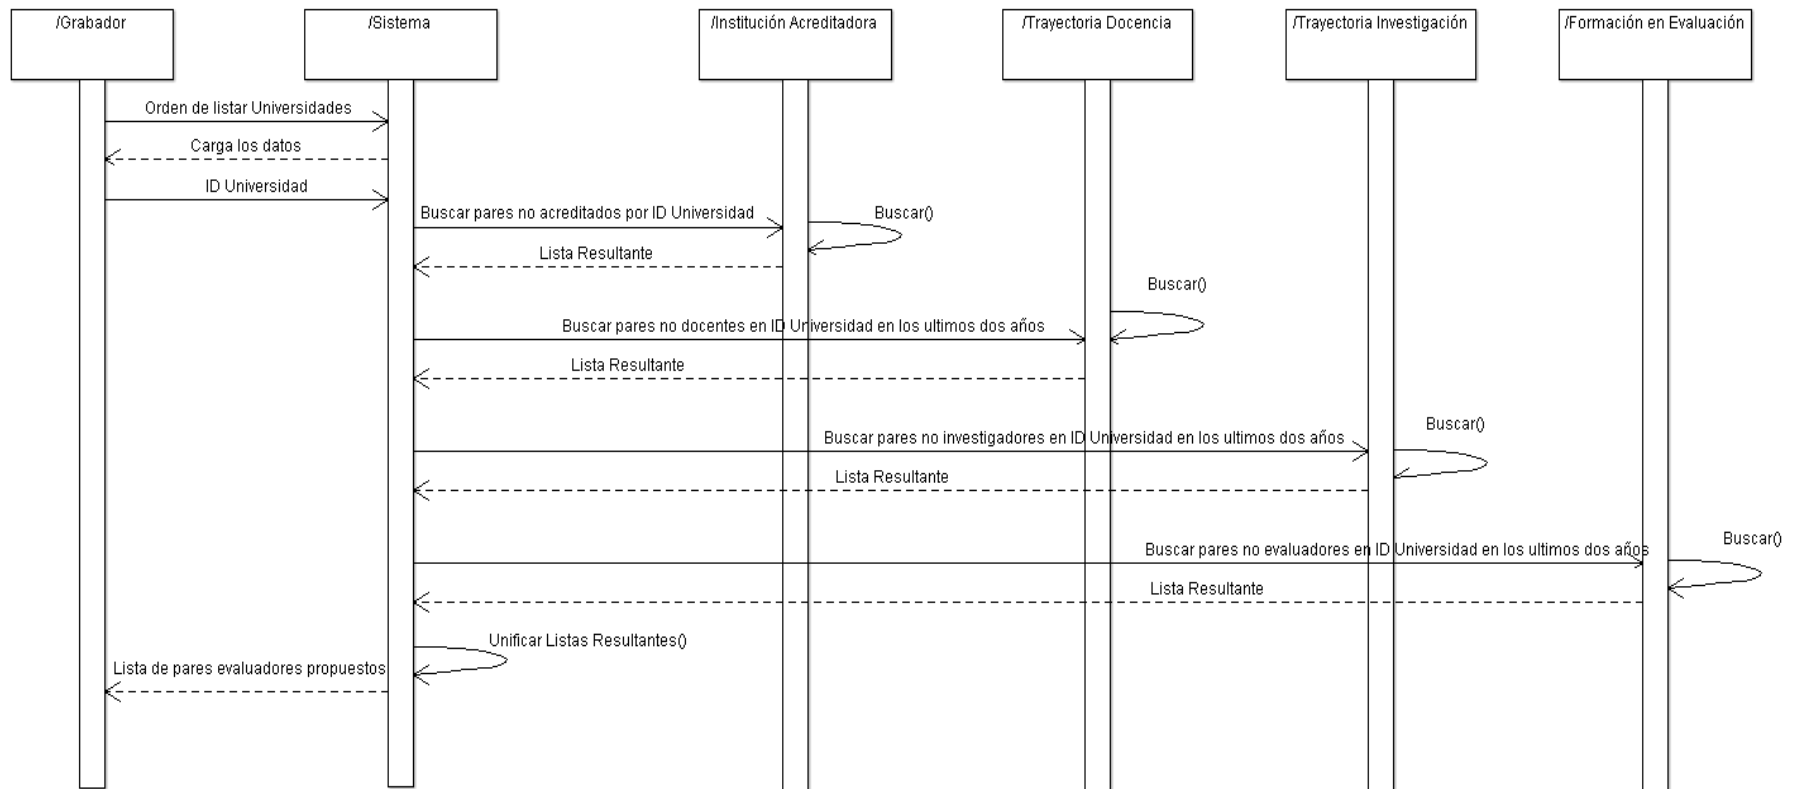 /Grabador
/Sistema
/Institución Acreditadora
/Trayectoria Docencia
/Trayectoria Investigación
/Formación en Evaluación
Orden de listar Universidades
Carga los datos
ID Universidad
Buscar pares no acreditados por ID Universidad
Buscar()
Lista Resultante
Buscar()
Buscar pares no docentes en ID Universidad en los ultimos dos años
Lista Resultante
Buscar()
Buscar pares no investigadores en ID Universidad en los ultimos dos años
Lista Resultante
Buscar()
Buscar pares no evaluadores en ID Universidad en los ultimos dos años
Lista Resultante
Unificar Listas Resultantes()
Lista de pares evaluadores propuestos